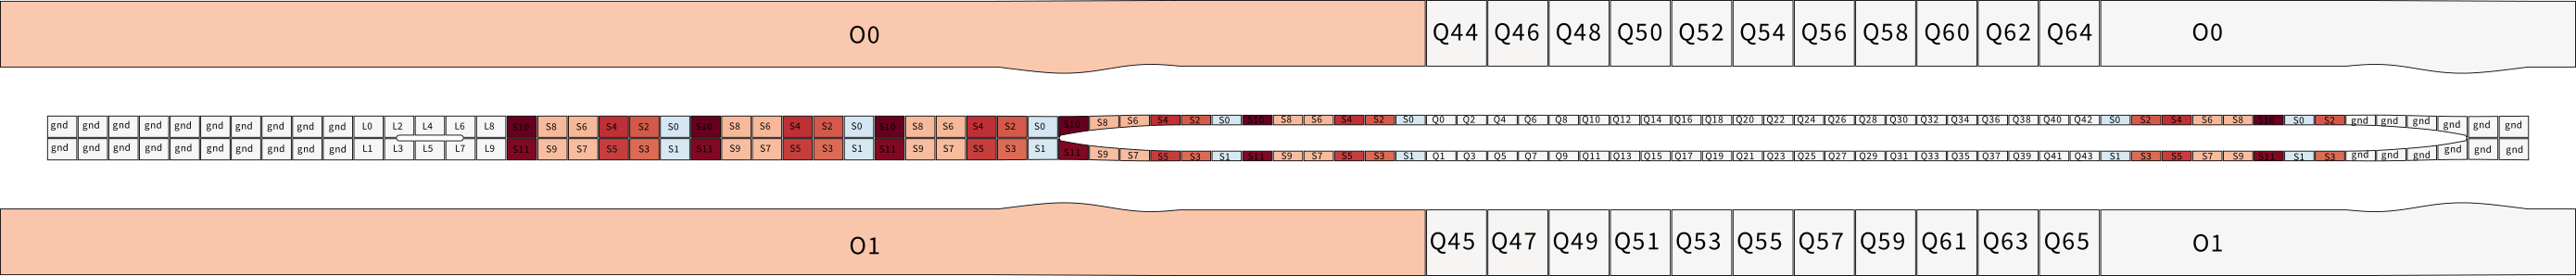 O0 Q44 Q46 Q48 Q50 Q52 Q54 Q56 Q58 Q60 Q62 Q64 O0
gnd gnd gnd gnd gnd gnd gnd gnd gnd gnd L0 L2 L4 L6 L8 S10 S8 S6 S4 S2 S0 S10 S8 S6 S4 S2 S0 S10 S8 S6 S4 S2 S0 S10 S8 S6 S4 S2 S0 S10 S8 S6 S4 S2 S0 Q0 Q2 Q4 Q6 Q8 Q10 Q12 Q14 Q16 Q18 Q20 Q22 Q24 Q26 Q28 Q30 Q32 Q34 Q36 Q38 Q40 Q42 S0 S2 S4 S6 S8 S10 S0 S2 gnd gnd gnd gnd gnd gnd
gnd gnd gnd gnd gnd gnd gnd gnd gnd gnd L1 L3 L5 L7 L9 S11 S9 S7 S5 S3 S1 S11 S9 S7 S5 S3 S1 S11 S9 S7 S5 S3 S1 S11 S9 S7 S5 S3 S1 S11 S9 S7 S5 S3 S1 Q1 Q3 Q5 Q7 Q9 Q11 Q13 Q15 Q17 Q19 Q21 Q23 Q25 Q27 Q29 Q31 Q33 Q35 Q37 Q39 Q41 Q43 S1 S3 S5 S7 S9 S11 S1 S3 gnd gnd gnd gnd gnd gnd
O1 Q45 Q47 Q49 Q51 Q53 Q55 Q57 Q59 Q61 Q63 Q65 O1